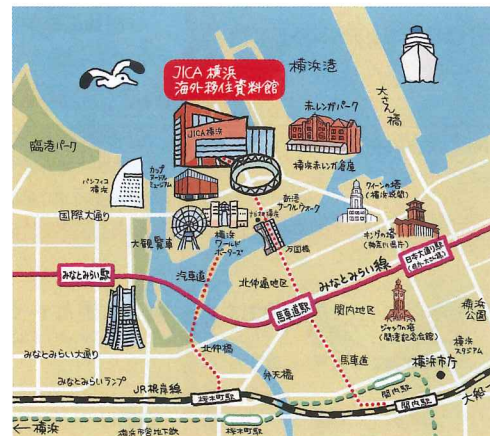 JICA 横浜
海外移住資料館
横浜港
大さん橋
赤レンガパーク
JICA横浜
臨港パーク
横浜赤レンガ倉庫
パシフィコ
横浜
カップ
ヌードル
ミュージアム
クイーンの塔
(横浜税関)
新港
サークルウォーク
国際大通り
大観覧車
横浜
ワールド
ポーターズ
万国橋
キングの塔
(神奈川県庁)
日本大通り駅
みなとみらい線
汽車道
北仲通地区
みなとみらい駅
馬車道駅
関内地区
横浜
公園
ジャックの塔
(開港記念会館)
横浜
スタジアム
みなとみらい大通り
北仲橋
馬車道
横浜市庁
弁天橋
みなとみらいランプ
JR根岸線
桜木町駅
関内駅
関内駅
大船
横浜
横浜市営地下鉄
桜木町駅